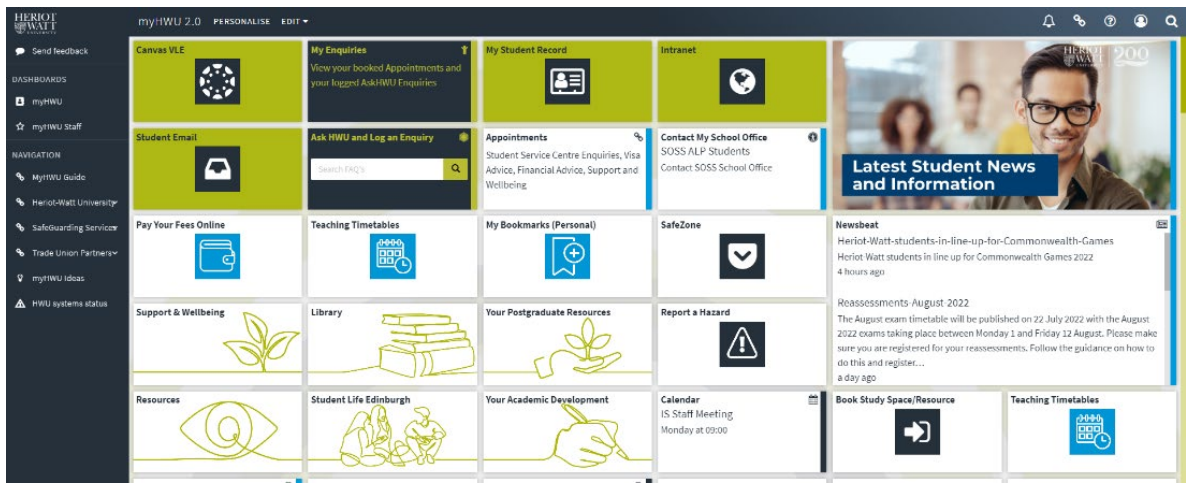 HERIOT
WATT
UNIVERSITY
myHWU 2.0 PERSONALISE EDIT
Send feedback
DASHBOARDS
myHWU
myHWU Staff
NAVIGATION
MyHWU Guide
Heriot-Watt University
SafeGuarding Services
Trade Union Partners
myHWU Ideas
HWU systems status
Canvas VLE
My Enquiries
View your booked Appointments and
your logged AskHWU Enquiries
My Student Record
Intranet
HERIOT
WATT
UNIVERSITY
200
Latest Student News
and Information
Student Email
Ask HWU and Log an Enquiry
Search FAQ's
Appointments
Student Service Centre Enquiries, Visa
Advice, Financial Advice, Support and
Wellbeing
Contact My School Office
SOSS ALP Students
Contact SOSS School Office
Pay Your Fees Online
Teaching Timetables
My Bookmarks (Personal)
SafeZone
Newsbeat
Heriot-Watt-students-in-line-up-for-Commonwealth-Games
Heriot Watt students in line up for Commonwealth Games 2022
4 hours ago
Reassessments-August-2022
The August exam timetable will be published on 22 July 2022 with the August
2022 exams taking place between Monday 1 and Friday 12 August. Please make
sure you are registered for your reassessments. Follow the guidance on how to
do this and register...
a day ago
Support & Wellbeing
Library
Your Postgraduate Resources
Report a Hazard
Resources
Student Life Edinburgh
Your Academic Development
Calendar
IS Staff Meeting
Monday at 09:00
Book Study Space/Resource
Teaching Timetables